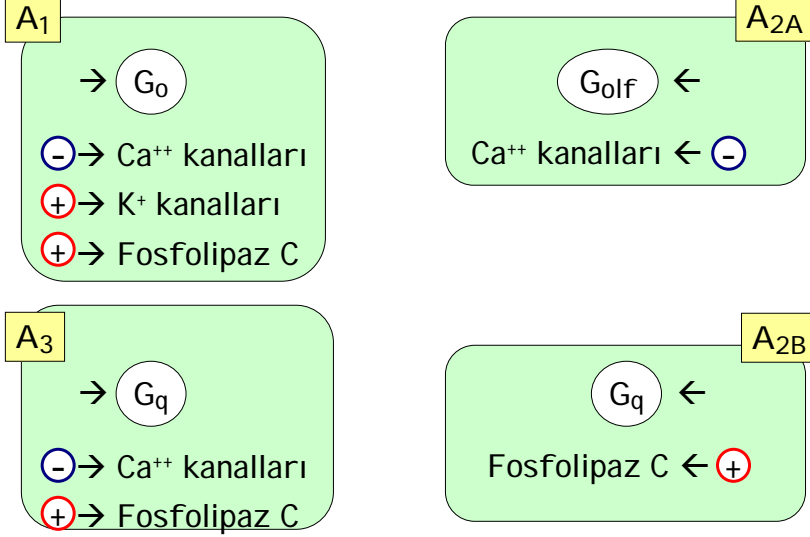 A₁
→ Gₒ
- → Ca⁺⁺ kanalları
+ → K⁺ kanalları
+ → Fosfolipaz C
A₂A
Golf ←
Ca⁺⁺ kanalları ← -
A₃
→ Gq
- → Ca⁺⁺ kanalları
+ → Fosfolipaz C
A₂B
Gq ←
Fosfolipaz C ← +